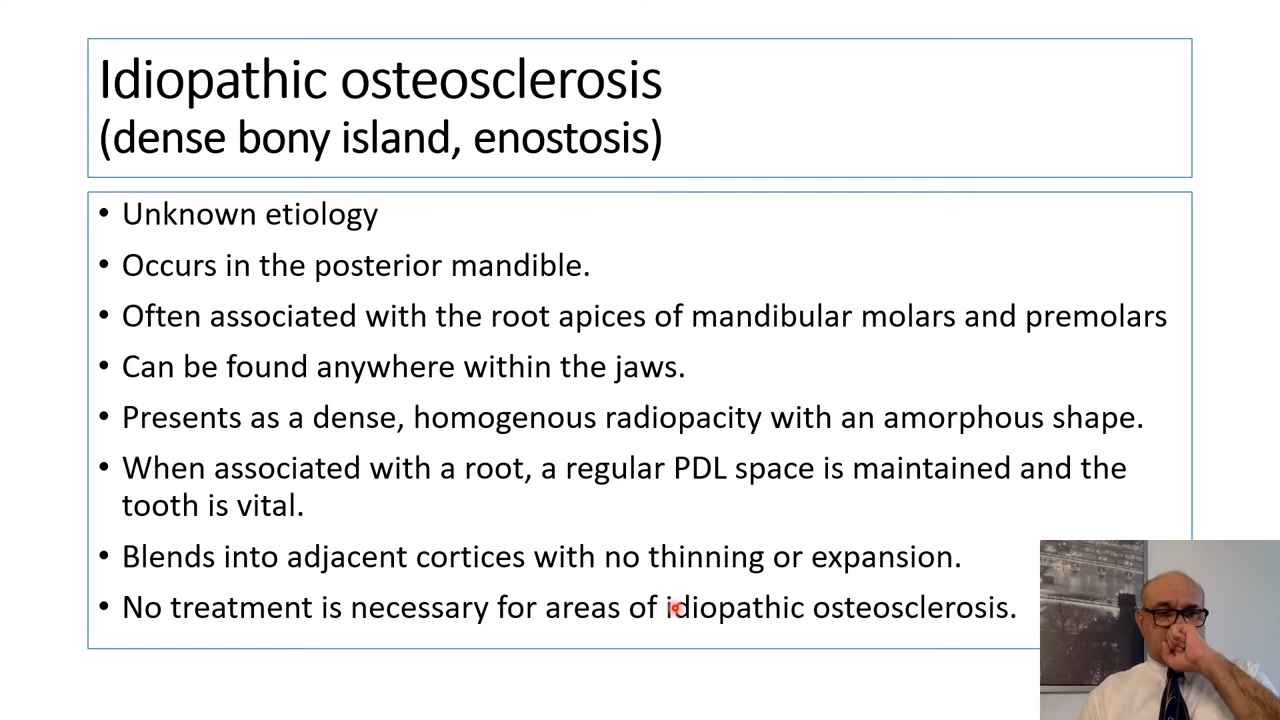 Idiopathic osteosclerosis
(dense bony island, enostosis)
• Unknown etiology
• Occurs in the posterior mandible.
• Often associated with the root apices of mandibular molars and premolars
• Can be found anywhere within the jaws.
• Presents as a dense, homogenous radiopacity with an amorphous shape.
• When associated with a root, a regular PDL space is maintained and the
tooth is vital.
• Blends into adjacent cortices with no thinning or expansion.
• No treatment is necessary for areas of idiopathic osteosclerosis.